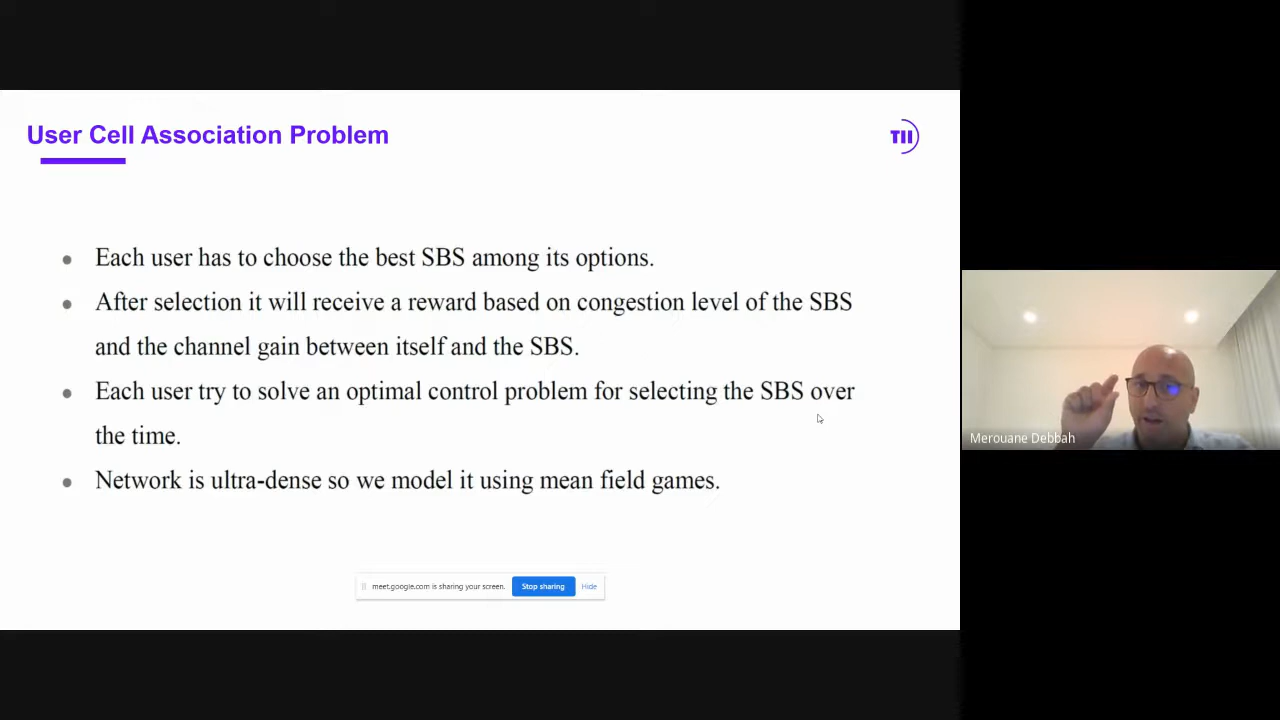 User Cell Association Problem
TII
Each user has to choose the best SBS among its options.
After selection it will receive a reward based on congestion level of the SBS
and the channel gain between itself and the SBS.
Each user try to solve an optimal control problem for selecting the SBS over
the time.
Network is ultra-dense so we model it using mean field games.
meet.google.com is sharing your screen. Stop sharing Hide
Merouane Debbah